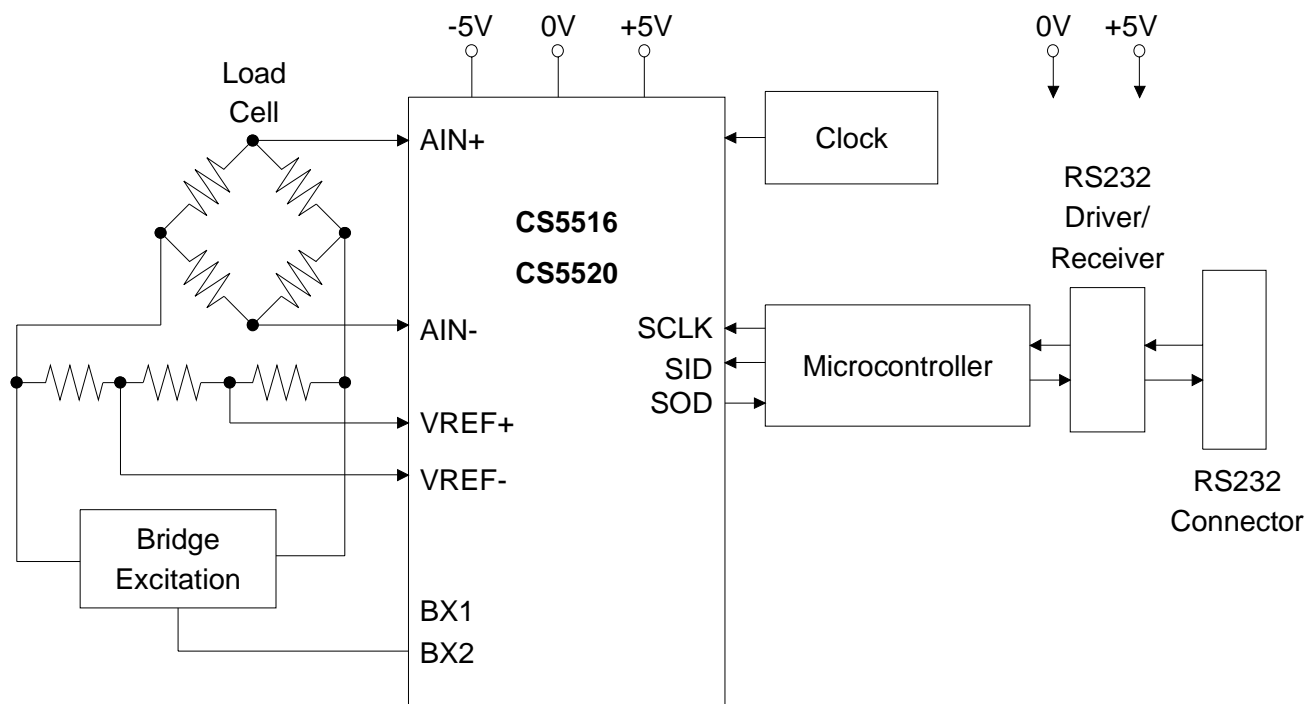 -5V
0V
+5V
0V
+5V
Load
Cell
AIN+
Clock
CS5516
CS5520
RS232
Driver/
Receiver
AIN-
SCLK
SID
SOD
Microcontroller
VREF+
VREF-
RS232
Connector
Bridge
Excitation
BX1
BX2